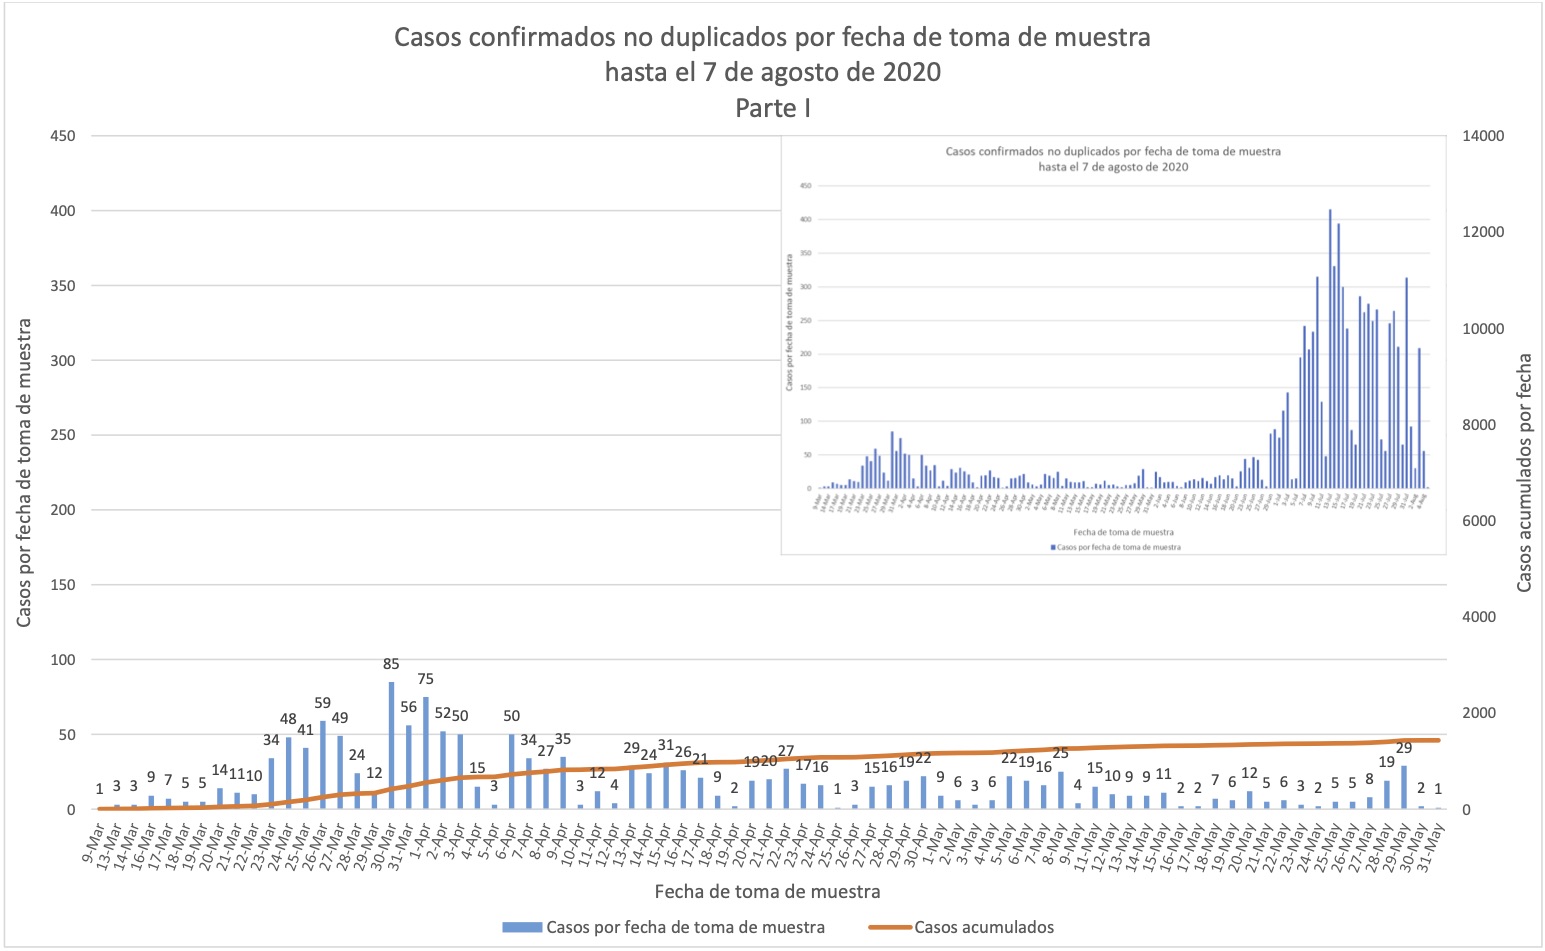 Casos confirmados no duplicados por fecha de toma de muestra
hasta el 7 de agosto de 2020
Parte I
450
400
350
300
250
200
150
100
50
0
Casos por fecha de toma de muestra
14000
12000
10000
8000
6000
4000
2000
0
Casos acumulados por fecha
Casos confirmados no duplicados por fecha de toma de muestra
hasta el 7 de agosto de 2020
450
400
350
300
250
200
150
100
50
0
Casos por fecha de toma de muestra
Fecha de toma de muestra
Casos por fecha de toma de muestra
1 3 3 9 7 5 5 14 11 10 34 48 41 59 49 24 12 85 56 75 52 50 15 3 50 34 27 35 3 12 4 29 24 31 26 21 9 2 19 20 27 17 16 1 3 15 16 19 22 9 6 3 6 22 19 16 25 4 15 10 9 9 11 2 2 7 6 12 5 6 3 2 5 5 8 19 29 2 1
9-Mar 13-Mar 14-Mar 16-Mar 17-Mar 18-Mar 19-Mar 20-Mar 21-Mar 22-Mar 23-Mar 24-Mar 25-Mar 26-Mar 27-Mar 28-Mar 29-Mar 30-Mar 31-Mar 1-Apr 2-Apr 3-Apr 4-Apr 5-Apr 6-Apr 7-Apr 8-Apr 9-Apr 10-Apr 11-Apr 12-Apr 13-Apr 14-Apr 15-Apr 16-Apr 17-Apr 18-Apr 19-Apr 20-Apr 21-Apr 22-Apr 23-Apr 24-Apr 25-Apr 26-Apr 27-Apr 28-Apr 29-Apr 30-Apr 1-May 2-May 3-May 4-May 5-May 6-May 7-May 8-May 9-May 11-May 12-May 13-May 14-May 15-May 16-May 17-May 18-May 19-May 20-May 21-May 22-May 23-May 24-May 25-May 26-May 27-May 28-May 29-May 30-May 31-May
Fecha de toma de muestra
Casos por fecha de toma de muestra
Casos acumulados